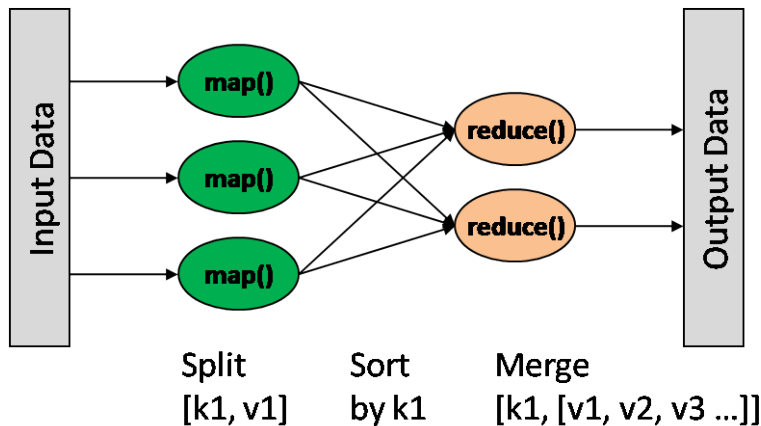 Input Data
map()
map()
map()
reduce()
reduce()
Output Data
Split
[k1, v1]
Sort
by k1
Merge
[k1, [v1, v2, v3 ...]]